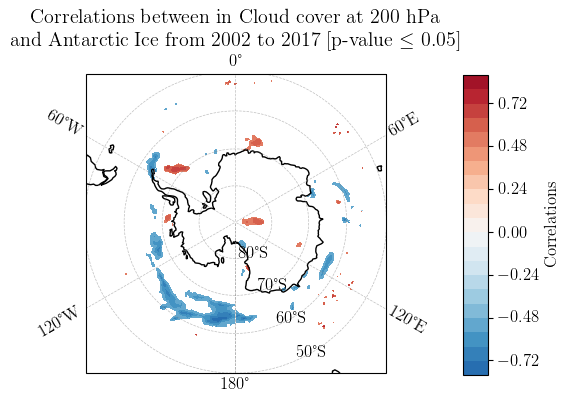 Correlations between in Cloud cover at 200 hPa
and Antarctic Ice from 2002 to 2017 [p-value ≤ 0.05]
0°
60°W
60°E
80°S
70°S
60°S
50°S
120°W
120°E
180°
0.72
0.48
0.24
0.00
−0.24
−0.48
−0.72
Correlations